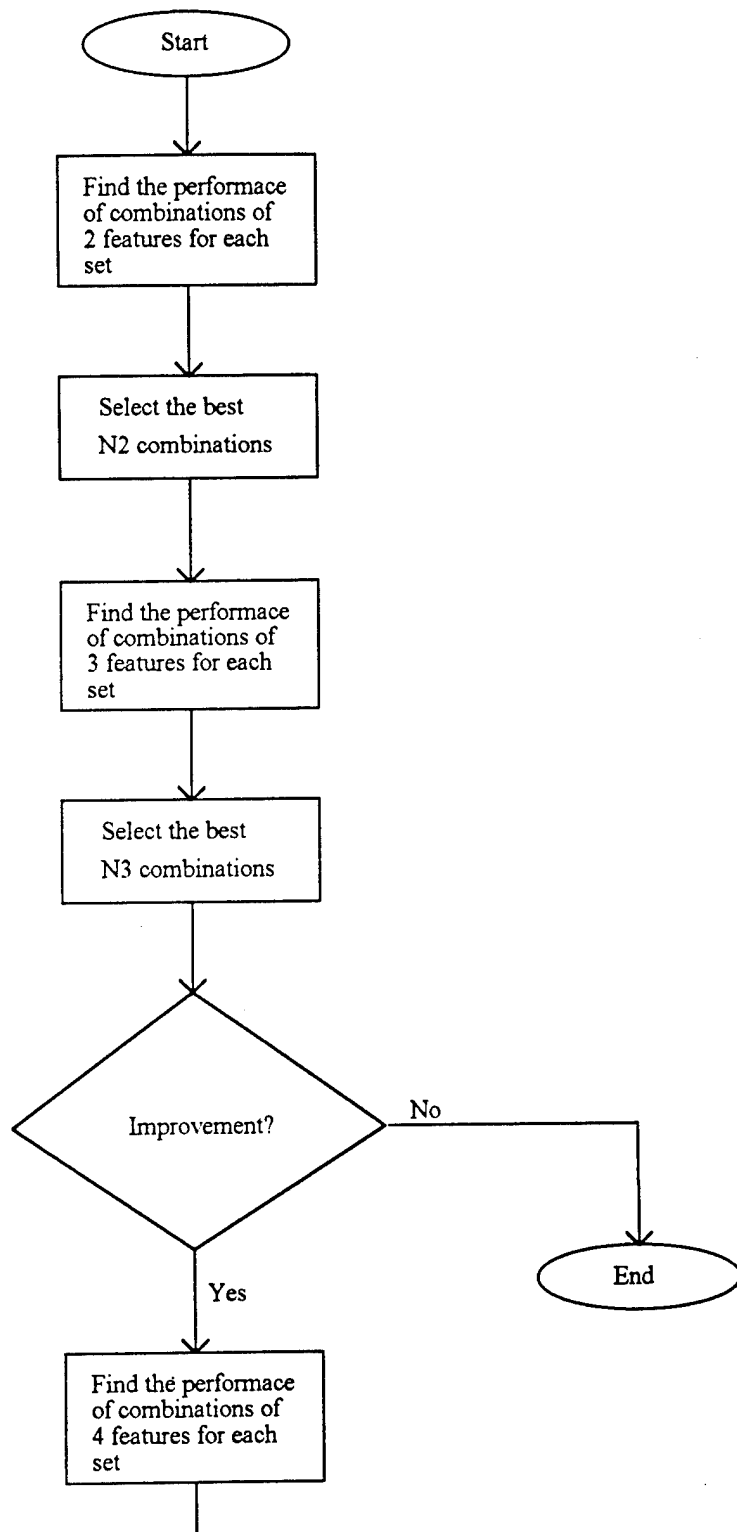 Start
Find the performace
of combinations of
2 features for each
set
Select the best
N2 combinations
Find the performace
of combinations of
3 features for each
set
Select the best
N3 combinations
Improvement?
No
End
Yes
Find the performace
of combinations of
4 features for each
set